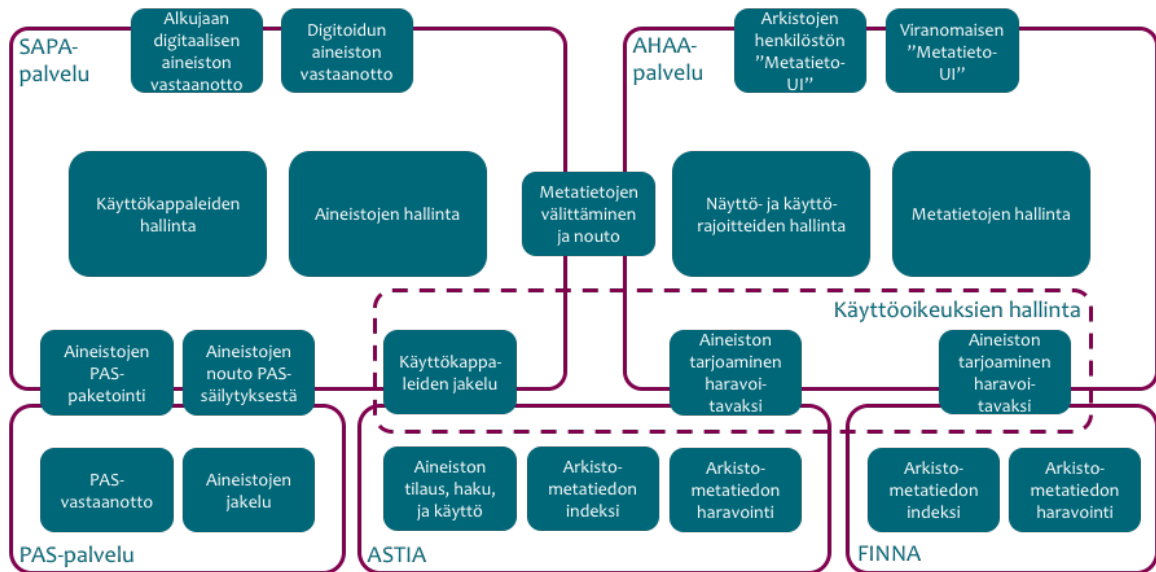 SAPA-
palvelu
Alkujaan
digitaalisen
aineiston
vastaanotto
Digitoidun
aineiston
vastaanotto
AHAA-
palvelu
Arkistojen
henkilöstön
”Metatieto-
UI”
Viranomaisen
”Metatieto-
UI”
Käyttökappaleiden
hallinta
Aineistojen hallinta
Metatietojen
välittäminen
ja nouto
Näyttö- ja käyttö-
rajoitteiden hallinta
Metatietojen hallinta
Käyttöoikeuksien hallinta
Aineistojen
PAS-
paketointi
Aineistojen
nouto PAS-
säilytyksestä
Käyttökappa-
leiden jakelu
Aineiston
tarjoaminen
haravoi-
tavaksi
Aineiston
tarjoaminen
haravoi-
tavaksi
PAS-
vastaanotto
Aineistojen
jakelu
PAS-palvelu
Aineiston
tilaus, haku,
ja käyttö
Arkisto-
metatiedon
indeksi
Arkisto-
metatiedon
haravointi
ASTIA
Arkisto-
metatiedon
indeksi
Arkisto-
metatiedon
haravointi
FINNA